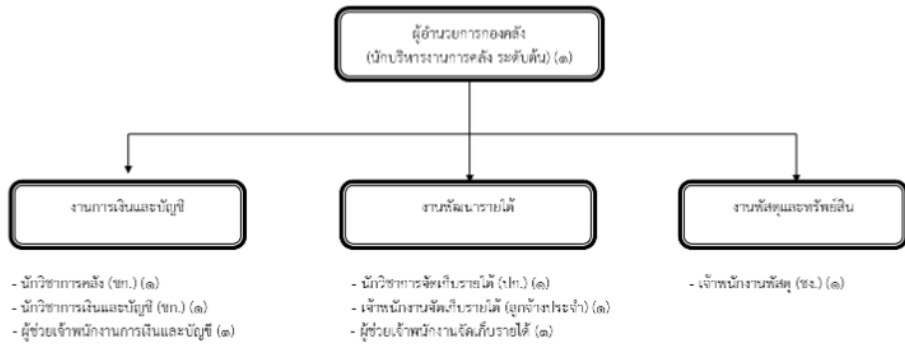 ผู้อำนวยการกองคลัง
(นักบริหารงานการคลัง ระดับต้น) (๑)
งานการเงินและบัญชี
งานพัฒนารายได้
งานพัสดุและทรัพย์สิน
- นักวิชาการคลัง (ชก.) (๑)
- นักวิชาการเงินและบัญชี (ชก.) (๑)
- ผู้ช่วยเจ้าพนักงานการเงินและบัญชี (๑)
- นักวิชาการจัดเก็บรายได้ (ปก.) (๑)
- เจ้าพนักงานจัดเก็บรายได้ (ลูกจ้างประจำ) (๑)
- ผู้ช่วยเจ้าพนักงานจัดเก็บรายได้ (๑)
- เจ้าพนักงานพัสดุ (ชง.) (๑)